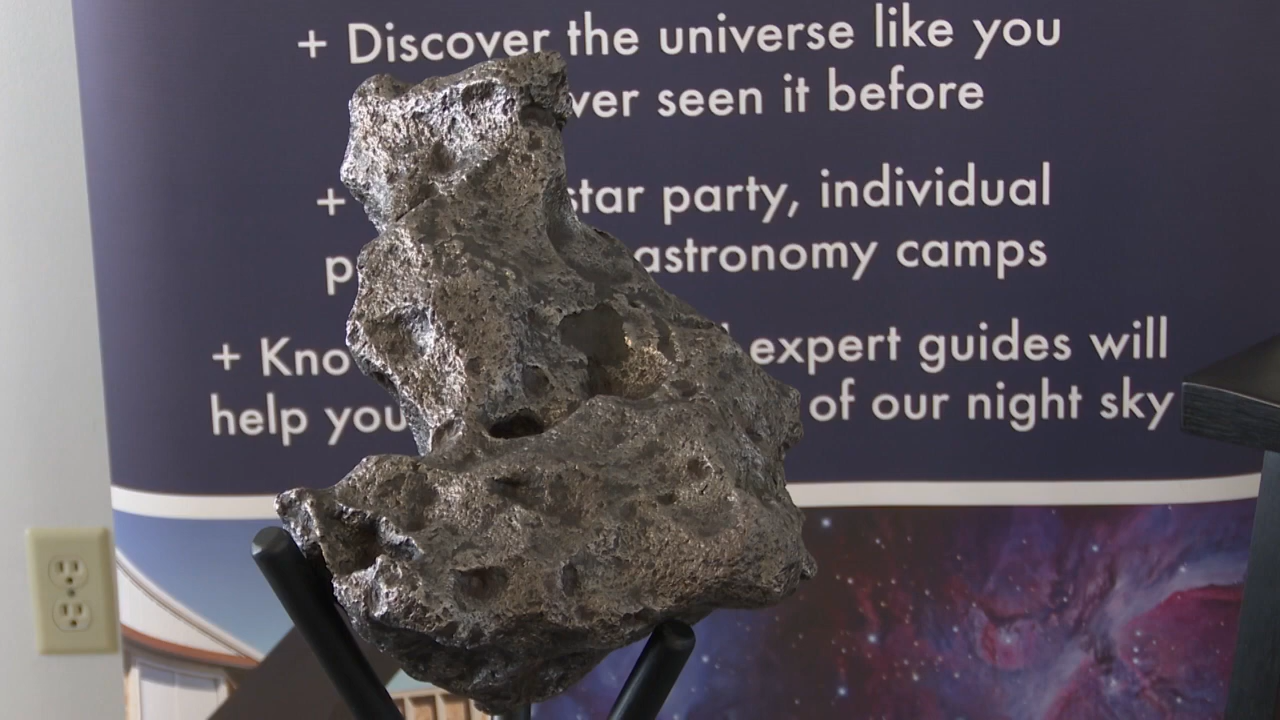 + Discover the universe like you
ver seen it before
+ star party, individual
p astronomy camps
+ Kno expert guides will
help you of our night sky